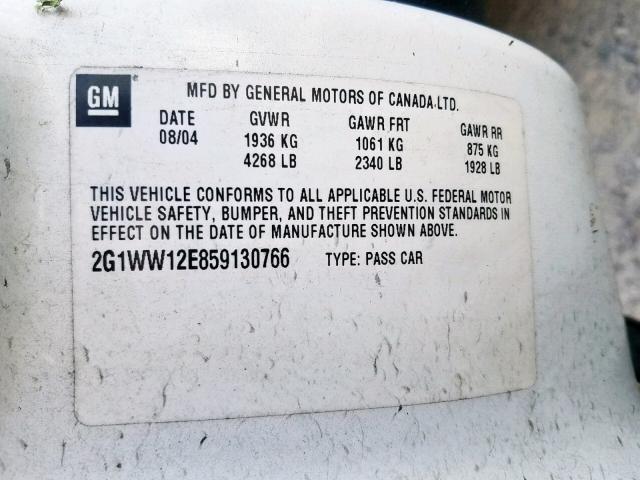 GM
MFD BY GENERAL MOTORS OF CANADA LTD.
DATE GVWR GAWR FRT GAWR RR
08/04 1936 KG 1061 KG 875 KG
4268 LB 2340 LB 1928 LB
THIS VEHICLE CONFORMS TO ALL APPLICABLE U.S. FEDERAL MOTOR
VEHICLE SAFETY, BUMPER, AND THEFT PREVENTION STANDARDS IN
EFFECT ON THE DATE OF MANUFACTURE SHOWN ABOVE.
2G1WW12E859130766 TYPE: PASS CAR